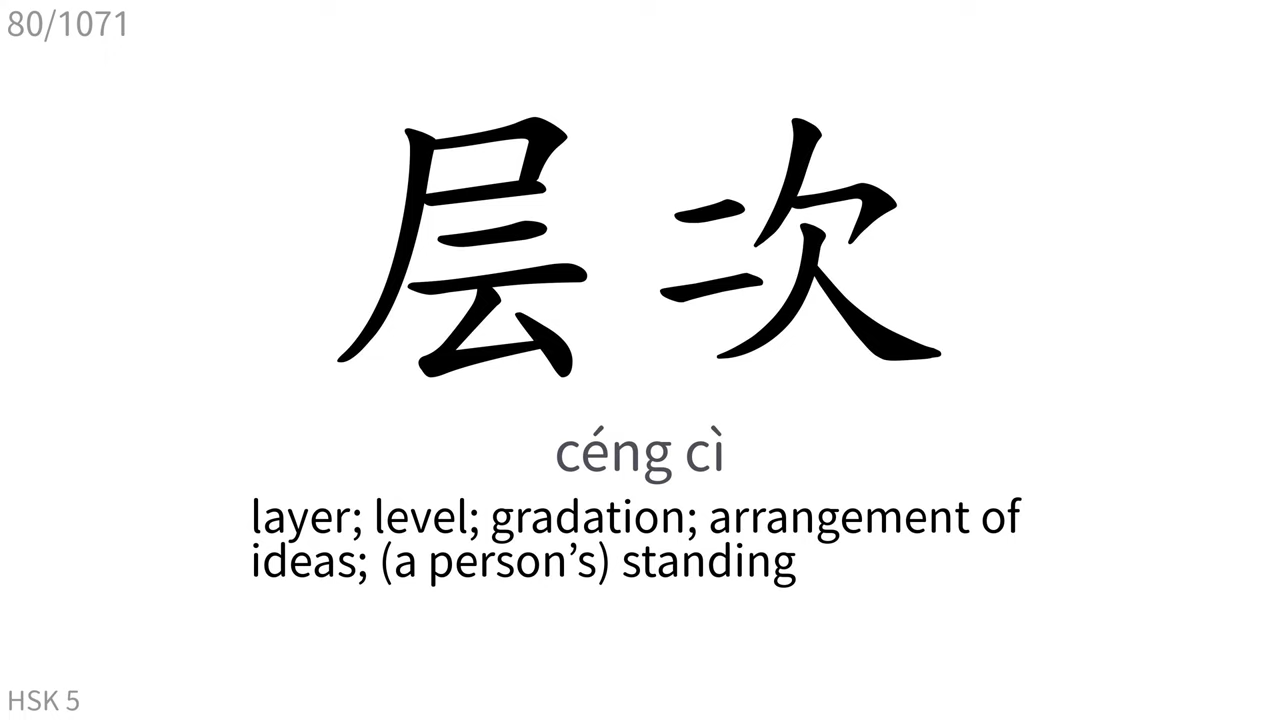 80/1071
层次
céng cì
layer; level; gradation; arrangement of
ideas; (a person’s) standing
HSK 5